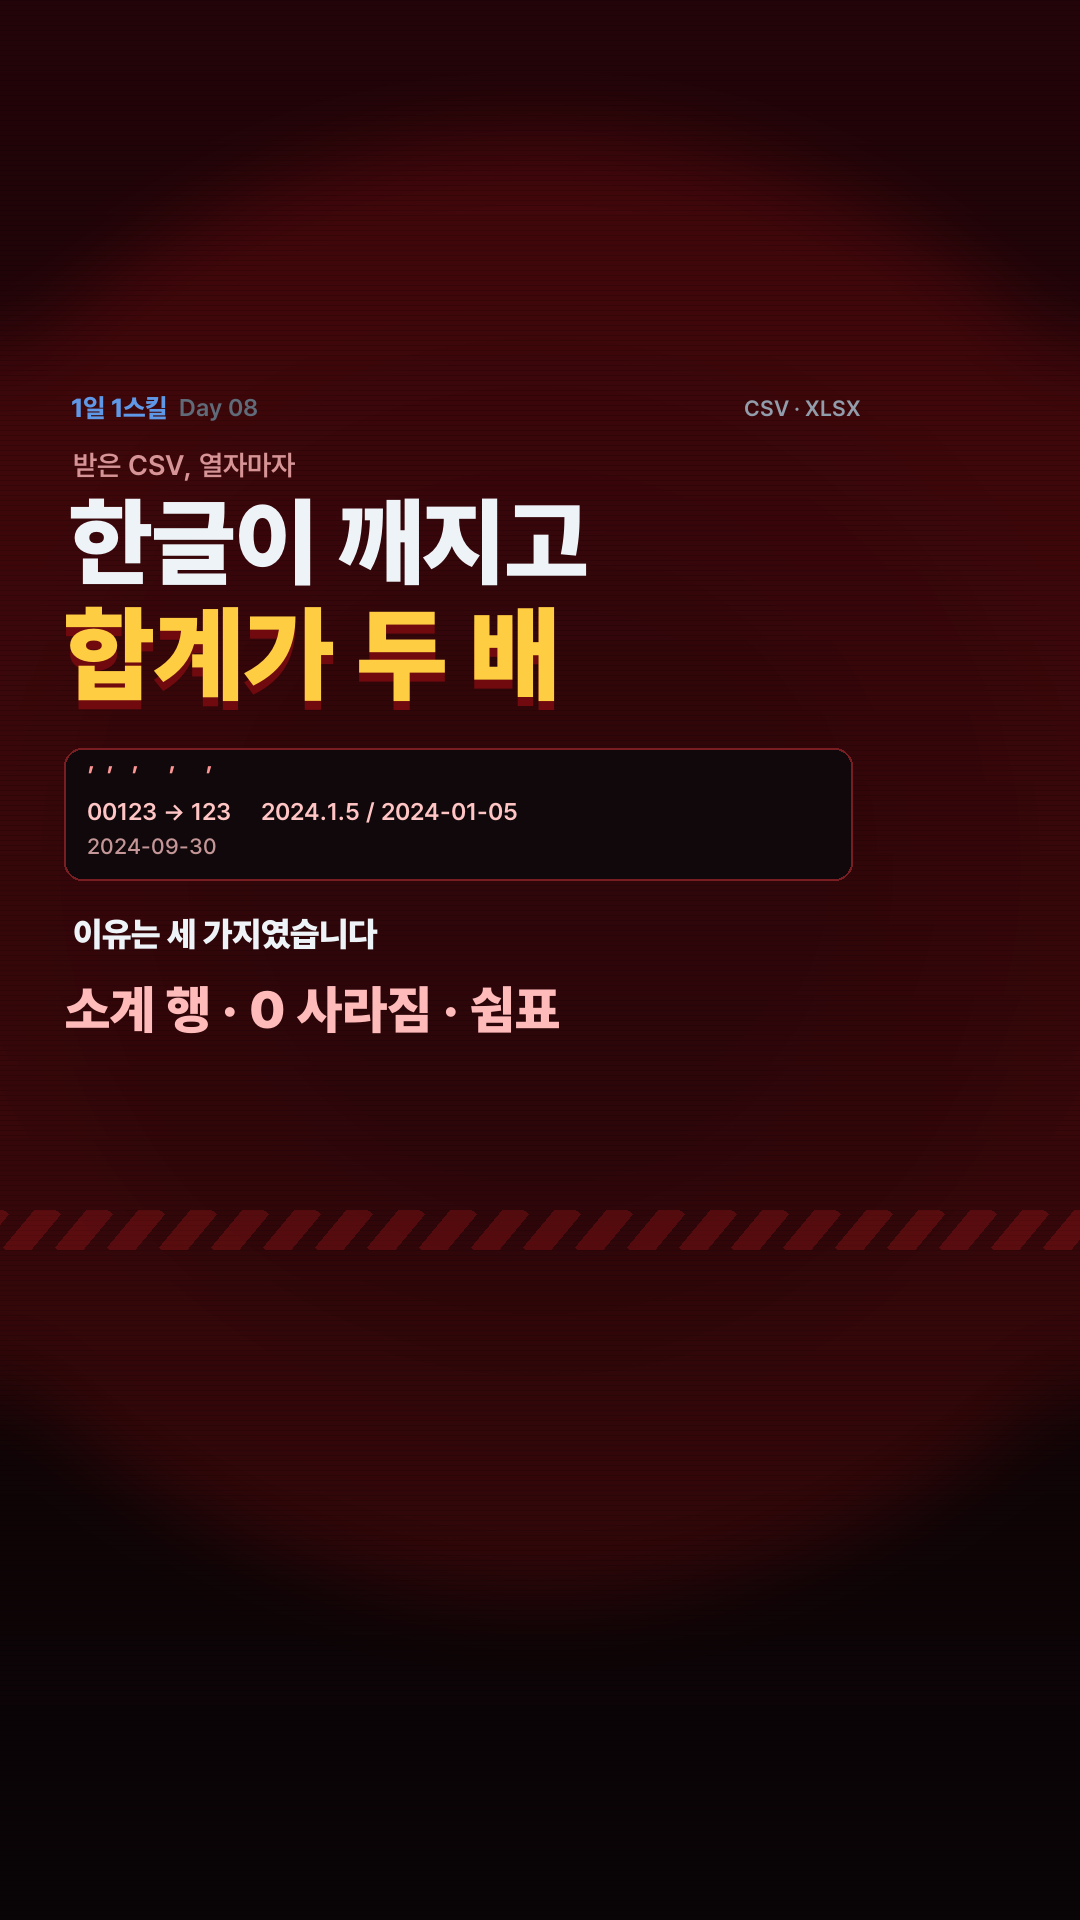 1일 1스킬 Day 08
CSV · XLSX
받은 CSV, 열자마자
한글이 깨지고
합계가 두 배
, , , , ,
00123 → 123 2024.1.5 / 2024-01-05
2024-09-30
이유는 세 가지였습니다
소계 행 · 0 사라짐 · 쉼표